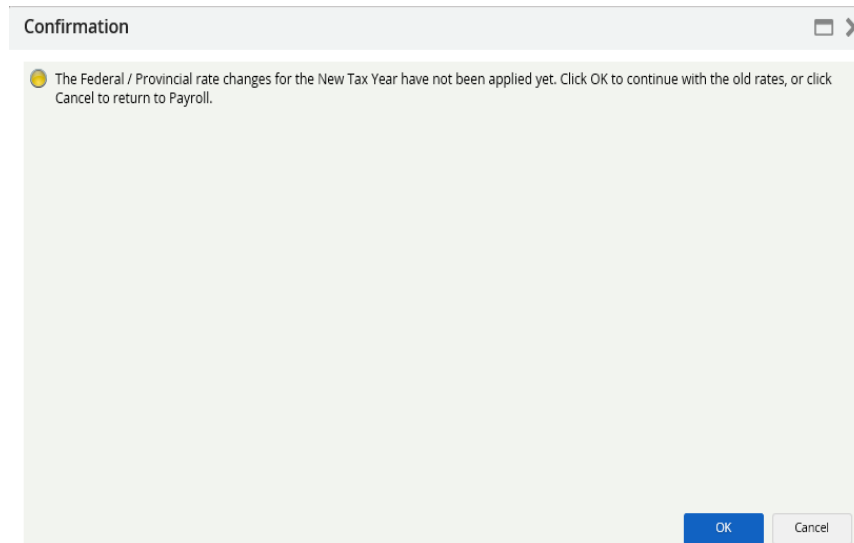 Confirmation
The Federal / Provincial rate changes for the New Tax Year have not been applied yet. Click OK to continue with the old rates, or click
Cancel to return to Payroll.
OK
Cancel